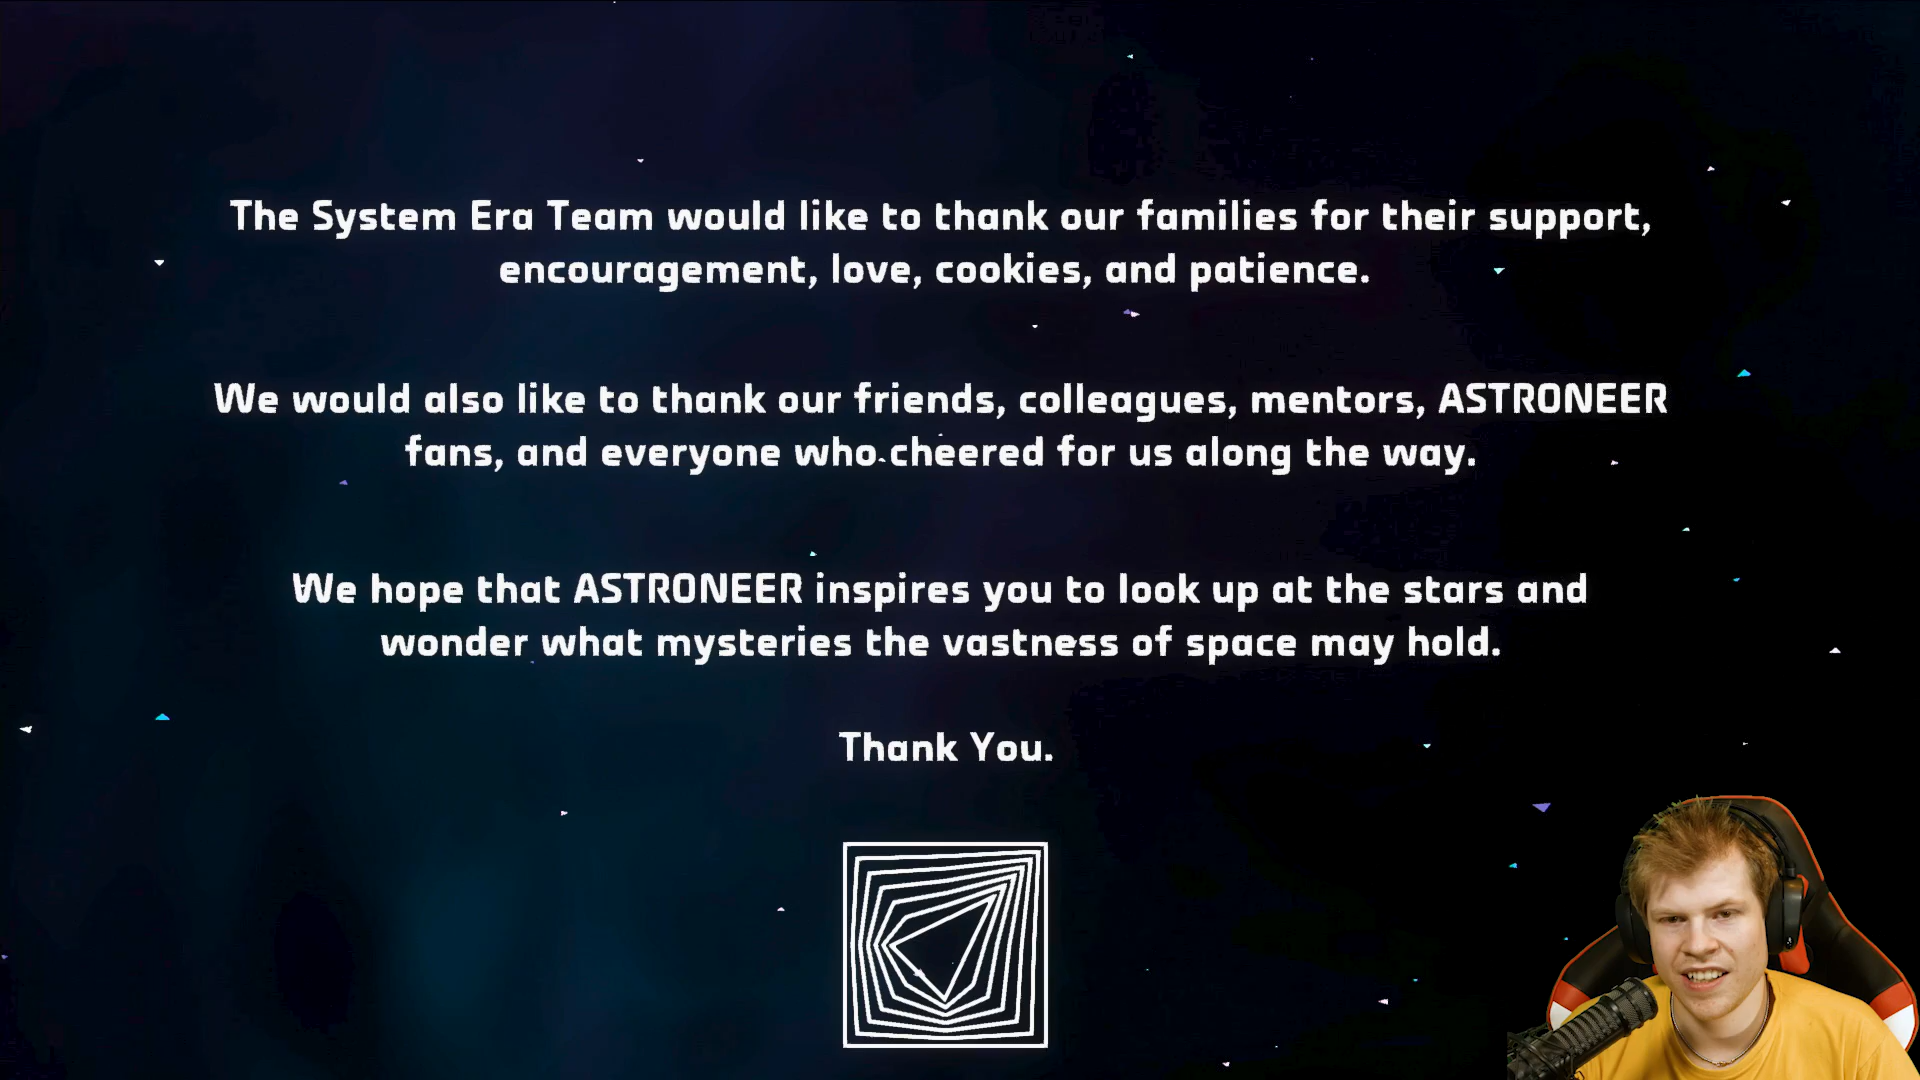 The System Era Team would like to thank our families for their support,
encouragement, love, cookies, and patience.
We would also like to thank our friends, colleagues, mentors, ASTRONEER
fans, and everyone who cheered for us along the way.
We hope that ASTRONEER inspires you to look up at the stars and
wonder what mysteries the vastness of space may hold.
Thank You.